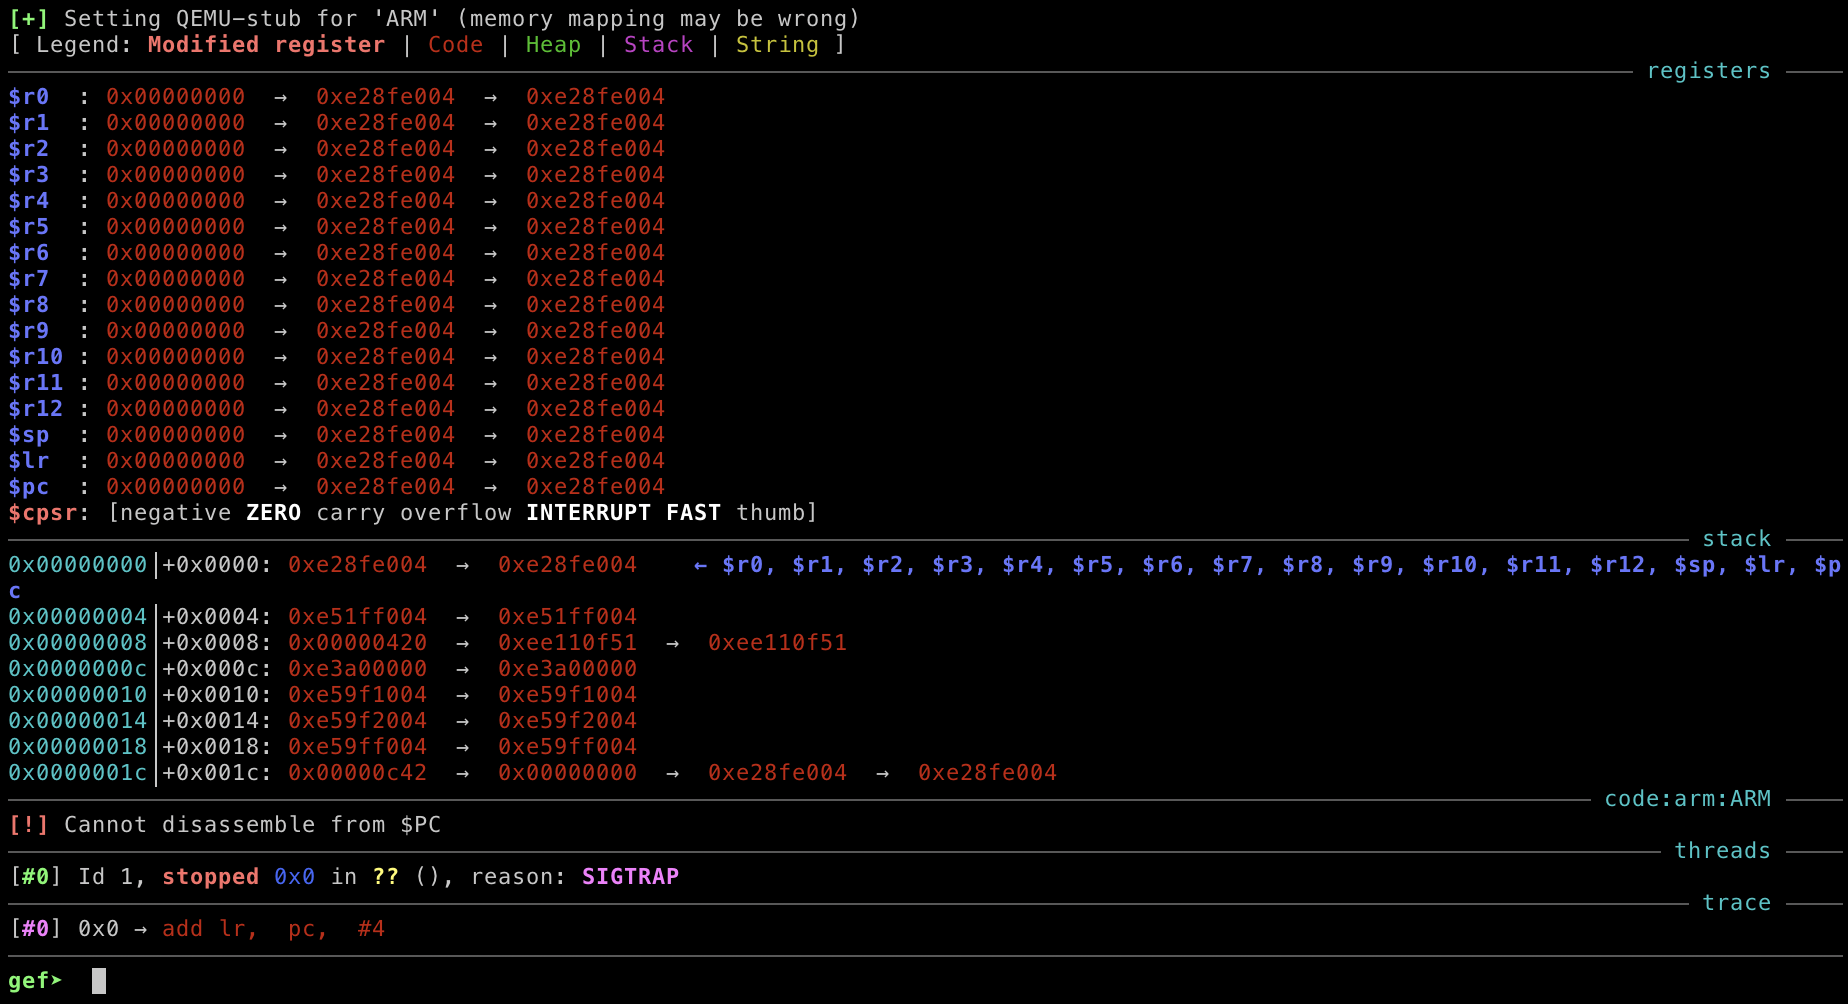 [+] Setting QEMU-stub for 'ARM' (memory mapping may be wrong)
[ Legend: Modified register | Code | Heap | Stack | String ]
registers
$r0  : 0x00000000  →  0xe28fe004  →  0xe28fe004
$r1  : 0x00000000  →  0xe28fe004  →  0xe28fe004
$r2  : 0x00000000  →  0xe28fe004  →  0xe28fe004
$r3  : 0x00000000  →  0xe28fe004  →  0xe28fe004
$r4  : 0x00000000  →  0xe28fe004  →  0xe28fe004
$r5  : 0x00000000  →  0xe28fe004  →  0xe28fe004
$r6  : 0x00000000  →  0xe28fe004  →  0xe28fe004
$r7  : 0x00000000  →  0xe28fe004  →  0xe28fe004
$r8  : 0x00000000  →  0xe28fe004  →  0xe28fe004
$r9  : 0x00000000  →  0xe28fe004  →  0xe28fe004
$r10 : 0x00000000  →  0xe28fe004  →  0xe28fe004
$r11 : 0x00000000  →  0xe28fe004  →  0xe28fe004
$r12 : 0x00000000  →  0xe28fe004  →  0xe28fe004
$sp  : 0x00000000  →  0xe28fe004  →  0xe28fe004
$lr  : 0x00000000  →  0xe28fe004  →  0xe28fe004
$pc  : 0x00000000  →  0xe28fe004  →  0xe28fe004
$cpsr: [negative ZERO carry overflow INTERRUPT FAST thumb]
stack
0x00000000│+0x0000: 0xe28fe004  →  0xe28fe004    ← $r0, $r1, $r2, $r3, $r4, $r5, $r6, $r7, $r8, $r9, $r10, $r11, $r12, $sp, $lr, $p
c
0x00000004│+0x0004: 0xe51ff004  →  0xe51ff004
0x00000008│+0x0008: 0x00000420  →  0xee110f51  →  0xee110f51
0x0000000c│+0x000c: 0xe3a00000  →  0xe3a00000
0x00000010│+0x0010: 0xe59f1004  →  0xe59f1004
0x00000014│+0x0014: 0xe59f2004  →  0xe59f2004
0x00000018│+0x0018: 0xe59ff004  →  0xe59ff004
0x0000001c│+0x001c: 0x00000c42  →  0x00000000  →  0xe28fe004  →  0xe28fe004
code:arm:ARM
[!] Cannot disassemble from $PC
threads
[#0] Id 1, stopped 0x0 in ?? (), reason: SIGTRAP
trace
[#0] 0x0 → add lr,  pc,  #4
gef➤